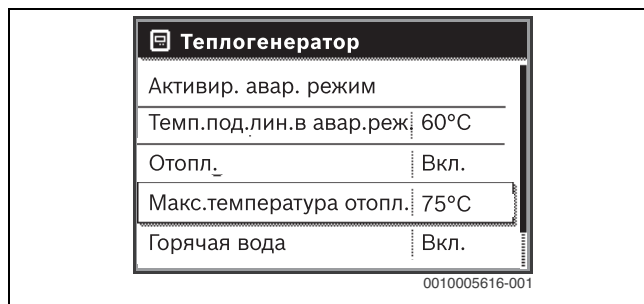 Теплогенератор
Активир. авар. режим
Темп.под.лин.в авар.реж. 60°C
Отопл. Вкл.
Макс.температура отопл. 75°C
Горячая вода Вкл.
0010005616-001